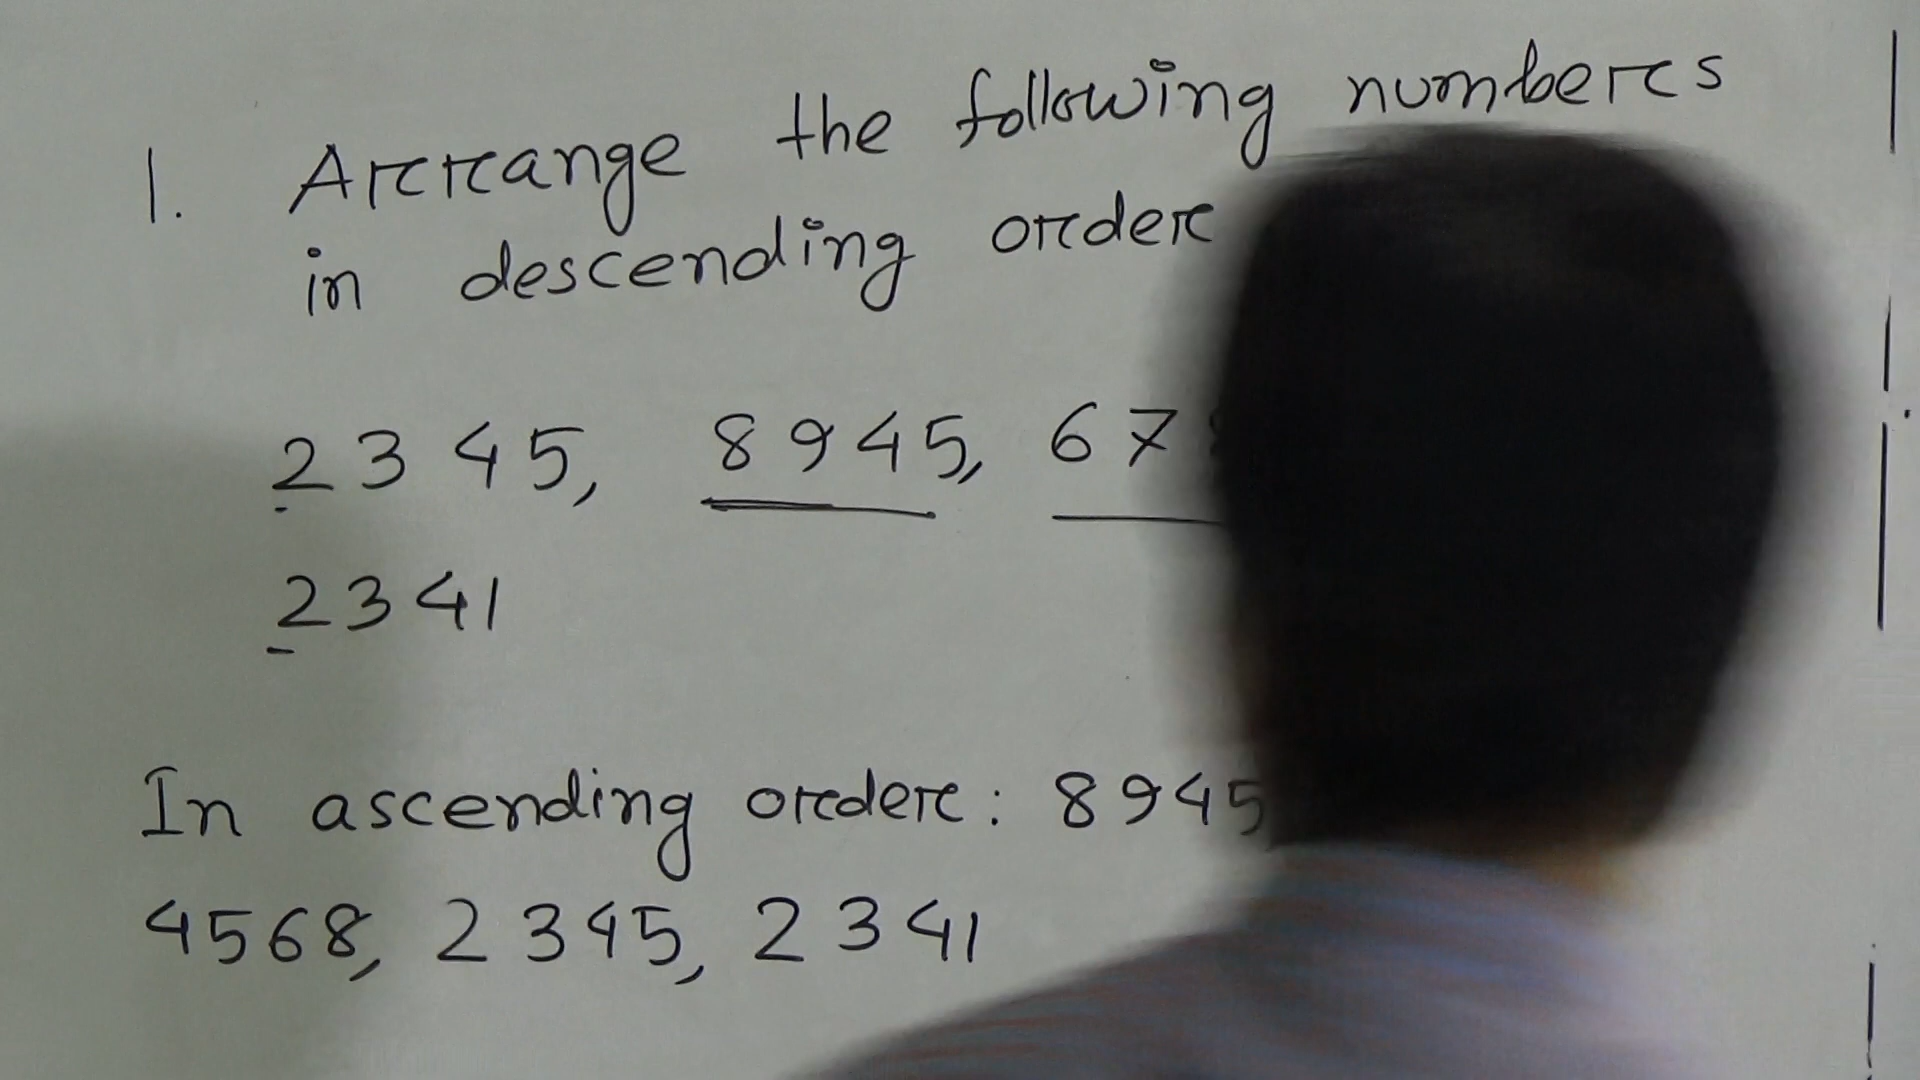 1. Arrange the following numbers
in descending order
2345, 8945, 67
2341
In ascending order: 8945
4568, 2345, 2341